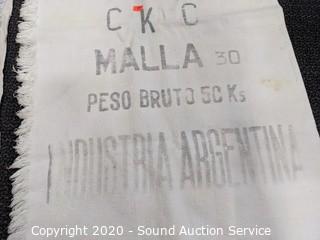 C K C
MALLA 30
PESO BRUTO 50 Ks
INDUSTRIA ARGENTINA
Copyright 2020 - Sound Auction Service